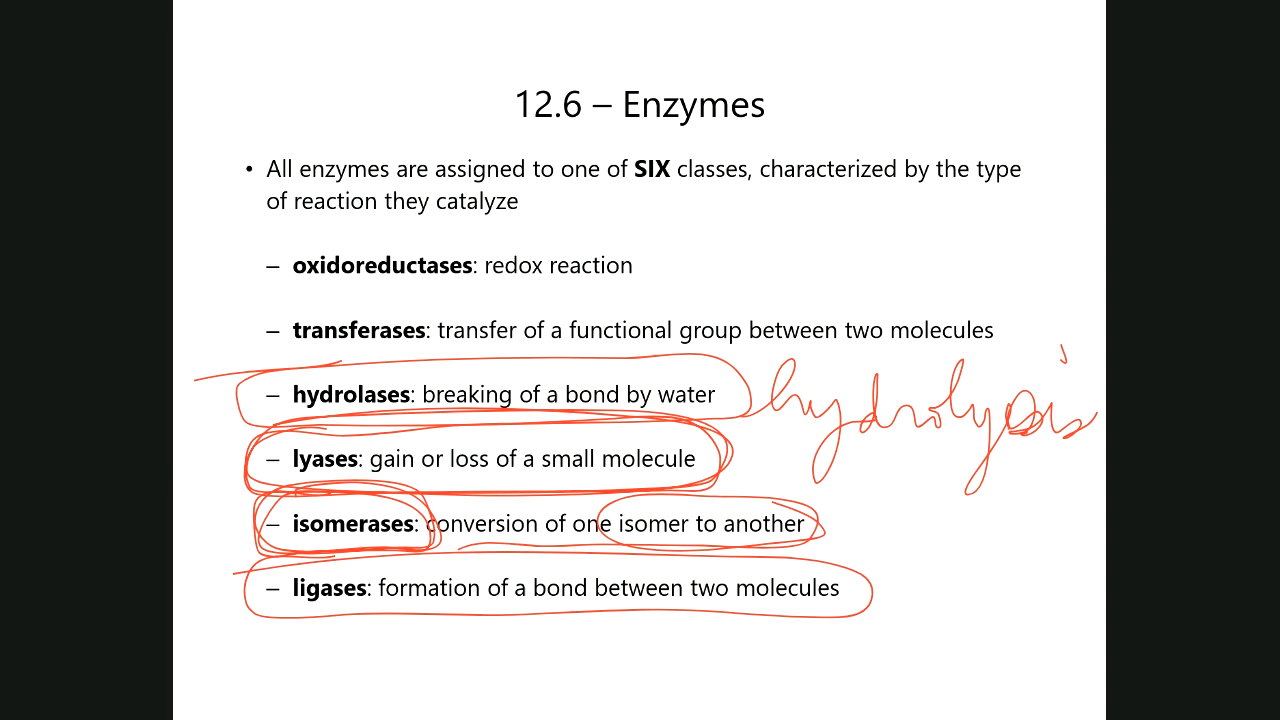 12.6 – Enzymes
• All enzymes are assigned to one of SIX classes, characterized by the type
of reaction they catalyze
– oxidoreductases: redox reaction
– transferases: transfer of a functional group between two molecules
– hydrolases: breaking of a bond by water
hydrolysis
– lyases: gain or loss of a small molecule
– isomerases: conversion of one isomer to another
– ligases: formation of a bond between two molecules